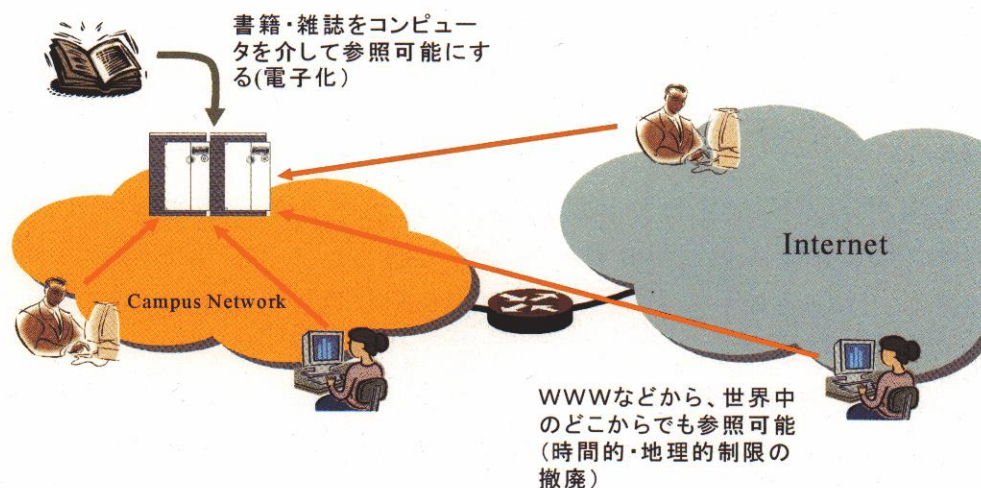 書籍・雑誌をコンピュー
タを介して参照可能にす
る(電子化)
Internet
Campus Network
WWWなどから、世界中
のどこからでも参照可能
(時間的・地理的制限の
撤廃)